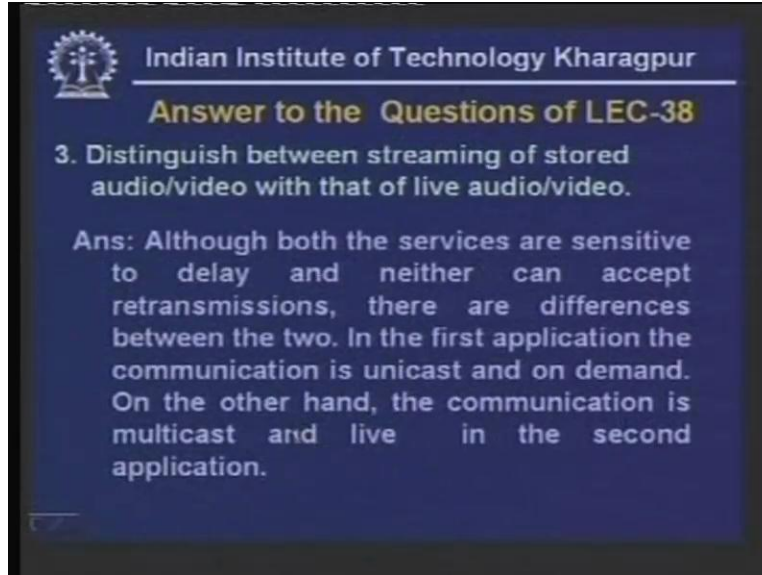 Indian Institute of Technology Kharagpur
Answer to the Questions of LEC-38
3. Distinguish between streaming of stored
audio/video with that of live audio/video.
Ans: Although both the services are sensitive
to delay and neither can accept
retransmissions, there are differences
between the two. In the first application the
communication is unicast and on demand.
On the other hand, the communication is
multicast and live in the second
application.